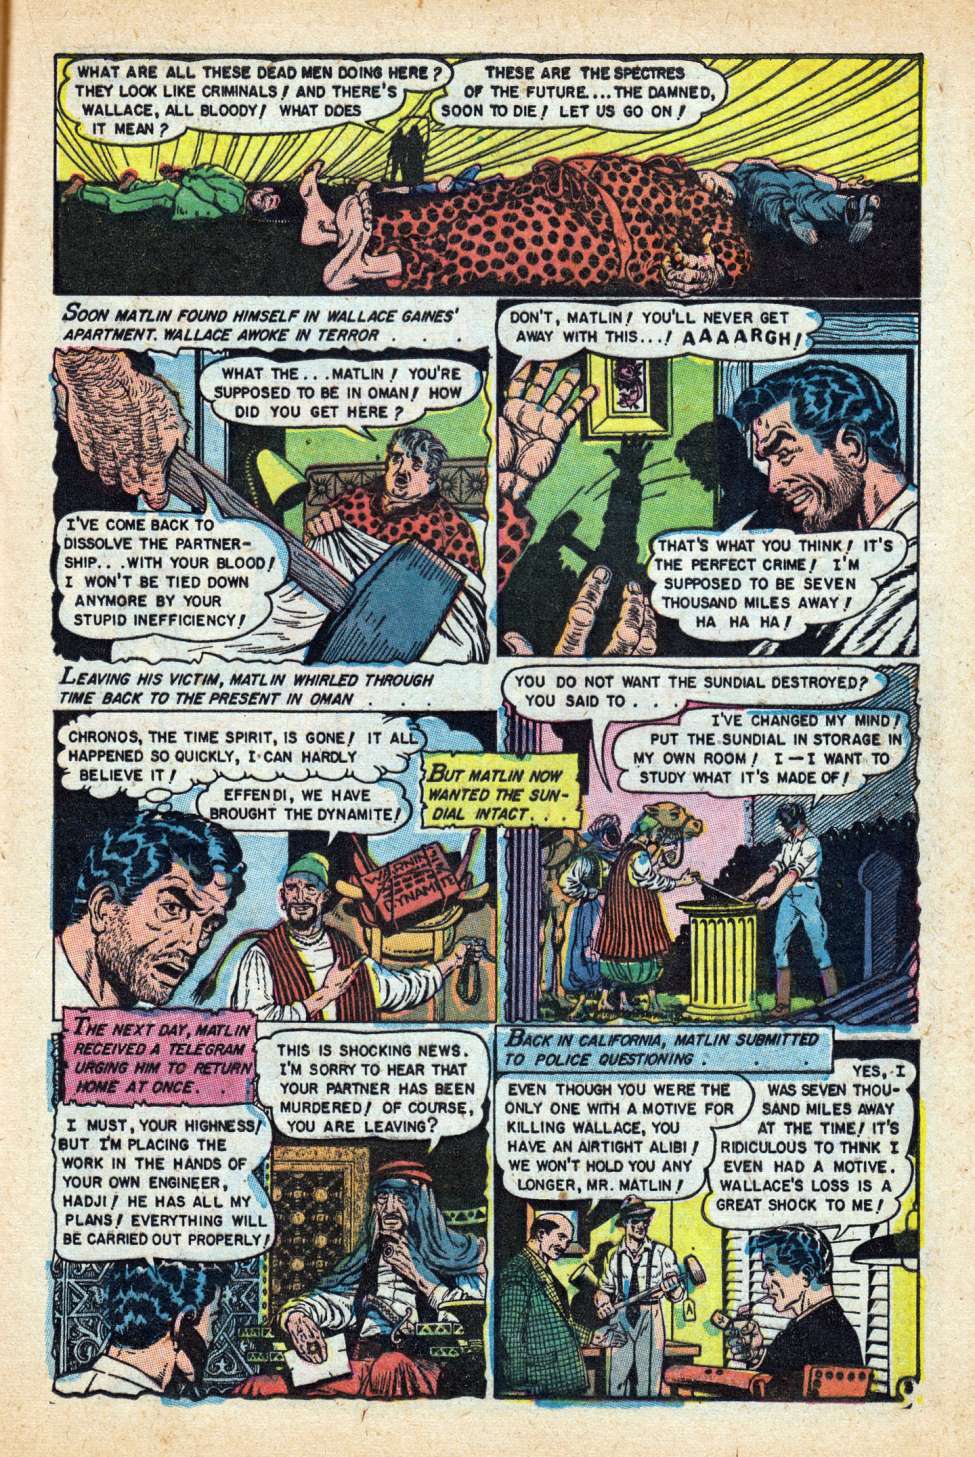 WHAT ARE ALL THESE DEAD MEN DOING HERE?
THEY LOOK LIKE CRIMINALS! AND THERE'S
WALLACE, ALL BLOODY! WHAT DOES
IT MEAN?
THESE ARE THE SPECTRES
OF THE FUTURE....THE DAMNED,
SOON TO DIE! LET US GO ON!
SOON MATLIN FOUND HIMSELF IN WALLACE GAINES'
APARTMENT. WALLACE AWOKE IN TERROR . . . .
WHAT THE...MATLIN! YOU'RE
SUPPOSED TO BE IN OMAN! HOW
DID YOU GET HERE?
I'VE COME BACK TO
DISSOLVE THE PARTNER-
SHIP...WITH YOUR BLOOD!
I WON'T BE TIED DOWN
ANYMORE BY YOUR
STUPID INEFFICIENCY!
DON'T, MATLIN! YOU'LL NEVER GET
AWAY WITH THIS...! AAAARGH!
THAT'S WHAT YOU THINK! IT'S
THE PERFECT CRIME! I'M
SUPPOSED TO BE SEVEN
THOUSAND MILES AWAY!
HA HA HA!
LEAVING HIS VICTIM, MATLIN WHIRLED THROUGH
TIME BACK TO THE PRESENT IN OMAN . . . .
CHRONOS, THE TIME SPIRIT, IS GONE! IT ALL
HAPPENED SO QUICKLY, I CAN HARDLY
BELIEVE IT!
EFFENDI, WE HAVE
BROUGHT THE DYNAMITE!
WARNING
DYNAMITE
BUT MATLIN NOW
WANTED THE SUN-
DIAL INTACT. . .
YOU DO NOT WANT THE SUNDIAL DESTROYED?
YOU SAID TO . . .
I'VE CHANGED MY MIND!
PUT THE SUNDIAL IN STORAGE IN
MY OWN ROOM! I—I WANT TO
STUDY WHAT IT'S MADE OF!
THE NEXT DAY, MATLIN
RECEIVED A TELEGRAM
URGING HIM TO RETURN
HOME AT ONCE. . .
THIS IS SHOCKING NEWS.
I'M SORRY TO HEAR THAT
YOUR PARTNER HAS BEEN
MURDERED! OF COURSE,
YOU ARE LEAVING?
I MUST, YOUR HIGHNESS!
BUT I'M PLACING THE
WORK IN THE HANDS OF
YOUR OWN ENGINEER,
HADJI! HE HAS ALL MY
PLANS! EVERYTHING WILL
BE CARRIED OUT PROPERLY!
BACK IN CALIFORNIA, MATLIN SUBMITTED
TO POLICE QUESTIONING . . . .
EVEN THOUGH YOU WERE THE
ONLY ONE WITH A MOTIVE FOR
KILLING WALLACE, YOU
HAVE AN AIRTIGHT ALIBI!
WE WON'T HOLD YOU ANY
LONGER, MR. MATLIN!
YES, I
WAS SEVEN THOU-
SAND MILES AWAY
AT THE TIME! IT'S
RIDICULOUS TO THINK I
EVEN HAD A MOTIVE.
WALLACE'S LOSS IS A
GREAT SHOCK TO ME!
A